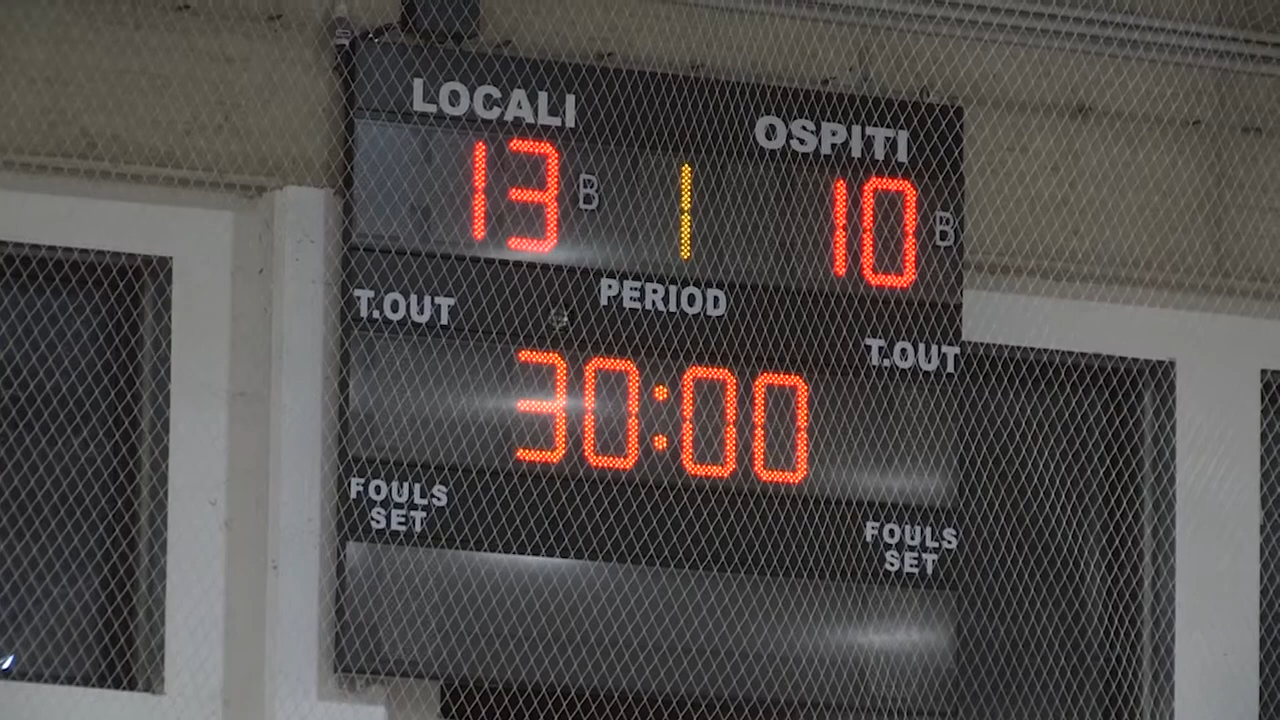 LOCALI
OSPITI
13 B
1
10 B
PERIOD
T.OUT
T.OUT
30:00
FOULS
SET
FOULS
SET